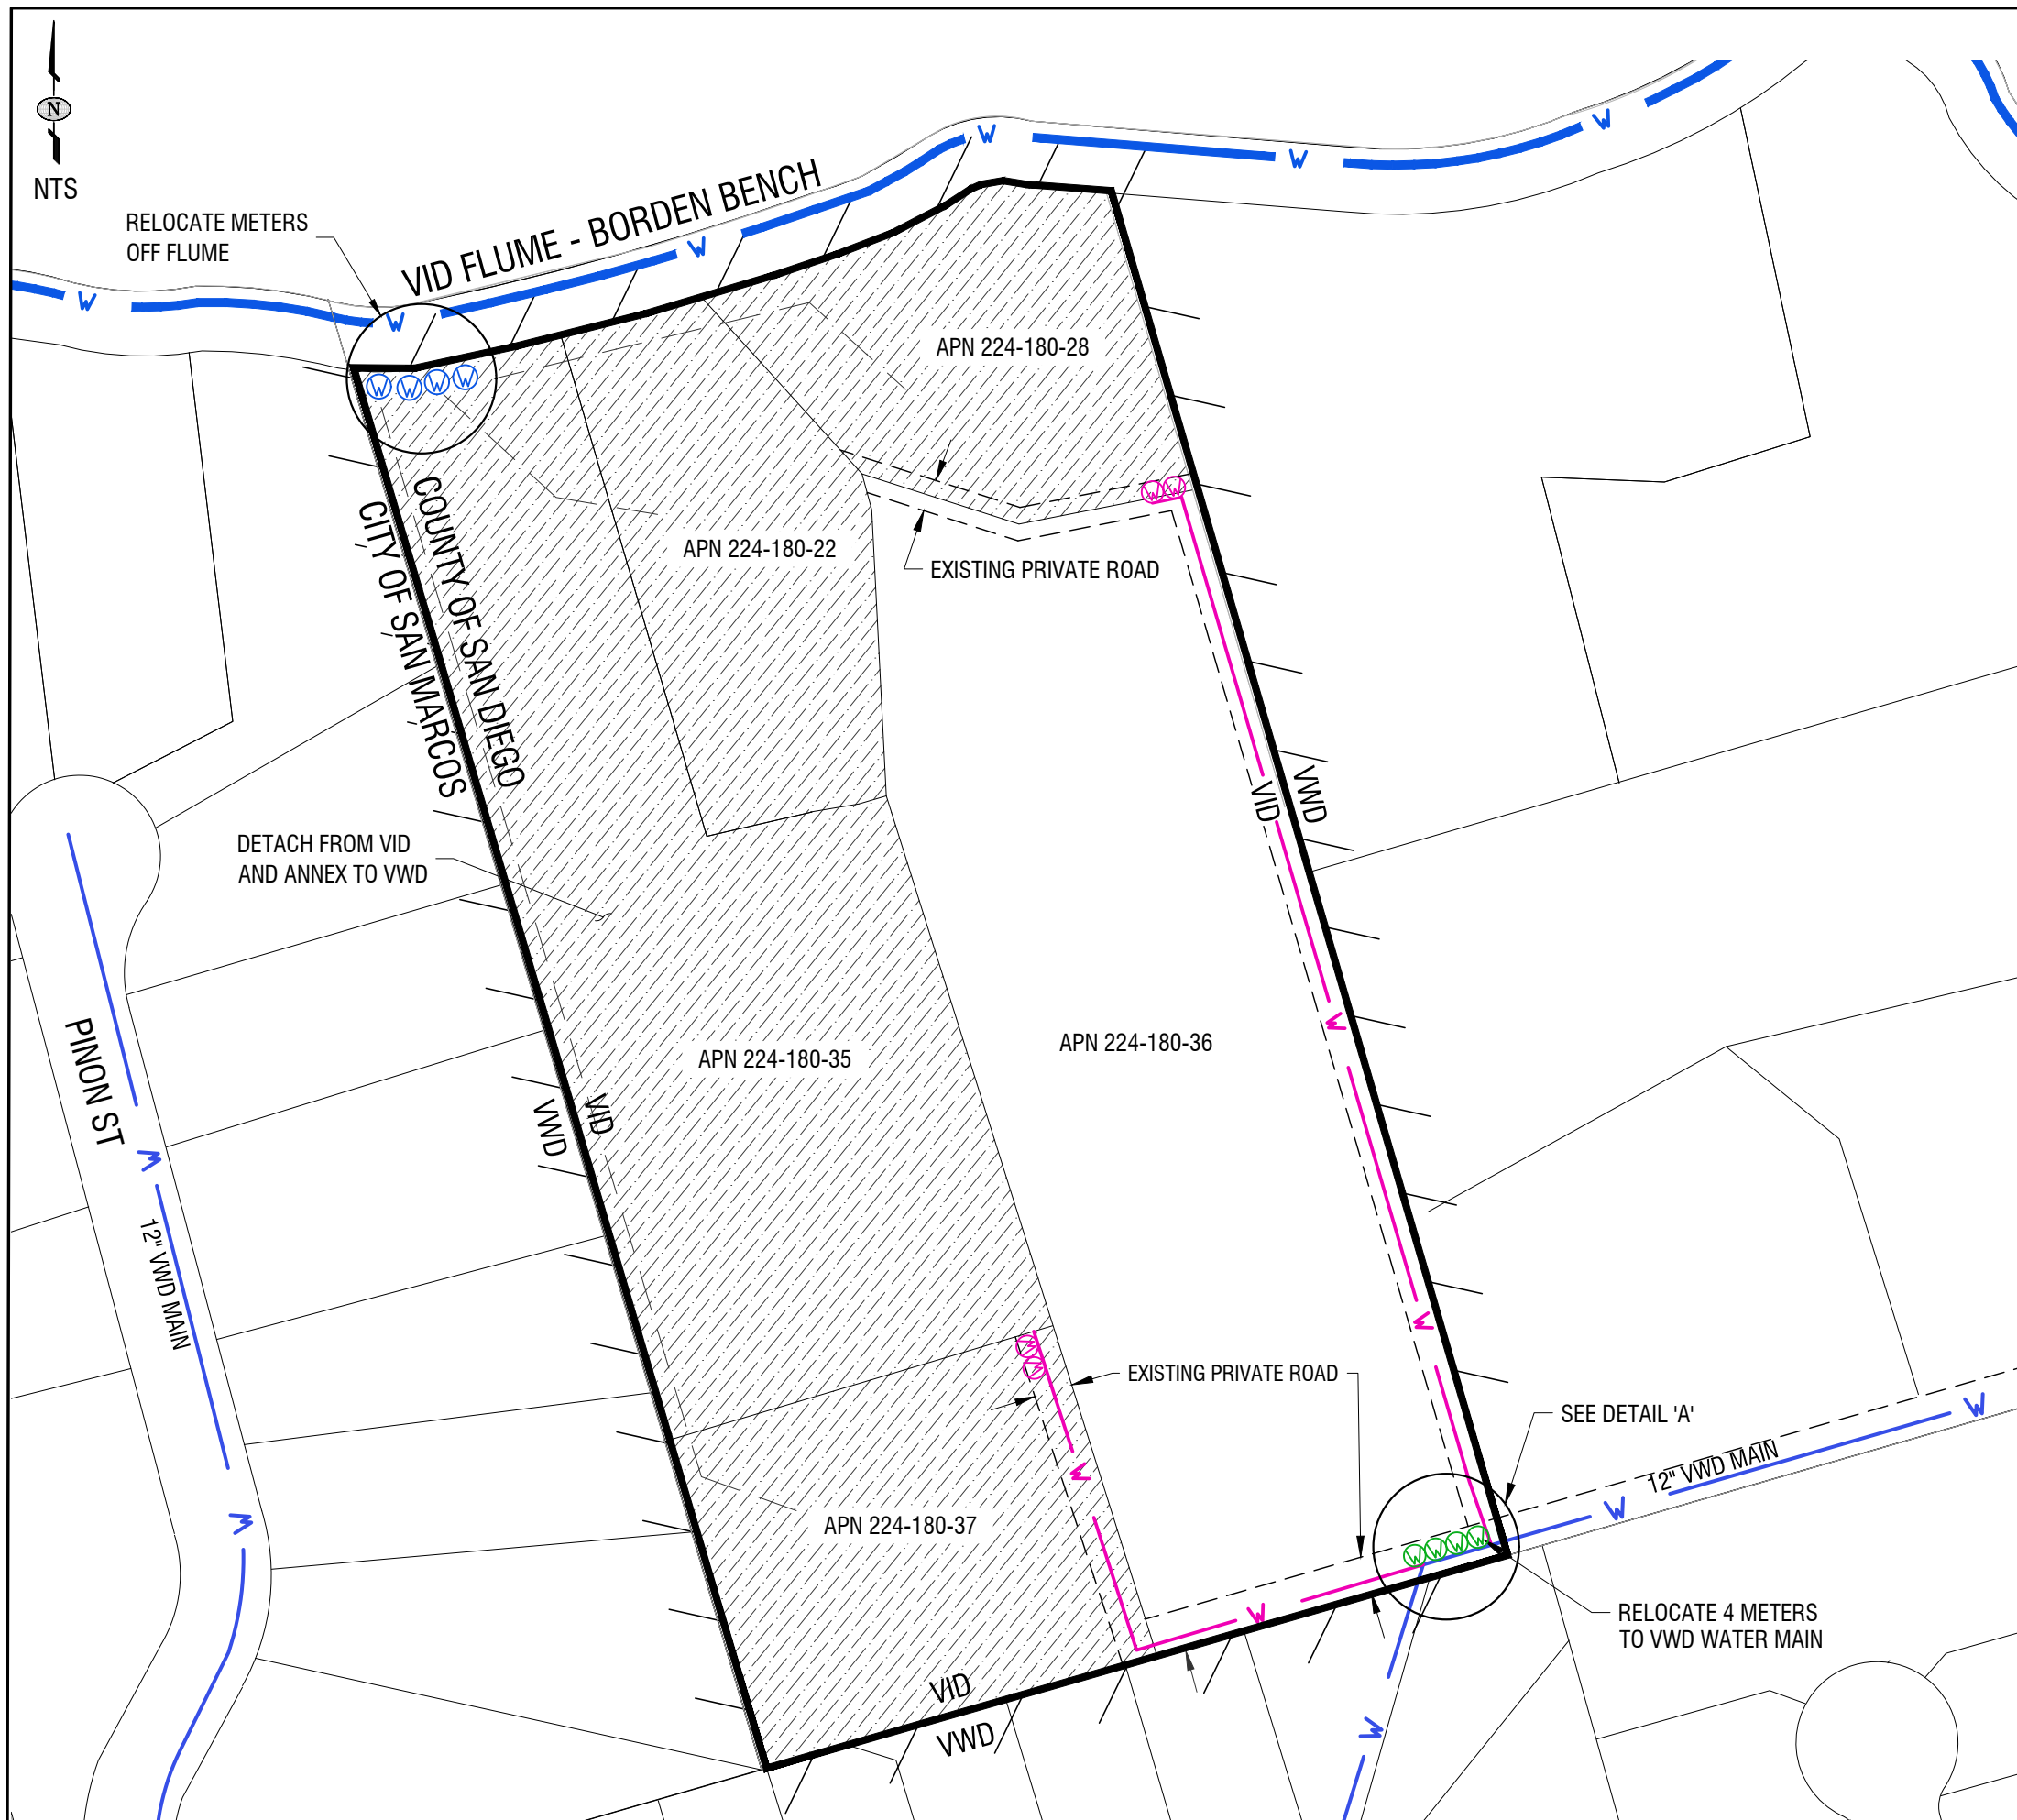 N
NTS
RELOCATE METERS
OFF FLUME
VID FLUME - BORDEN BENCH
W
W
W
W
W
W
W W W W
APN 224-180-28
W W
CITY OF SAN MARCOS
COUNTY OF SAN DIEGO
APN 224-180-22
EXISTING PRIVATE ROAD
VID
VWD
DETACH FROM VID
AND ANNEX TO VWD
PINON ST
APN 224-180-35
APN 224-180-36
W
VWD
VID
W
12" VWD MAIN
W
W W
EXISTING PRIVATE ROAD
SEE DETAIL 'A'
W
12" VWD MAIN
W
W
W
APN 224-180-37
W W W W
W
RELOCATE 4 METERS
TO VWD WATER MAIN
VID
VWD
W